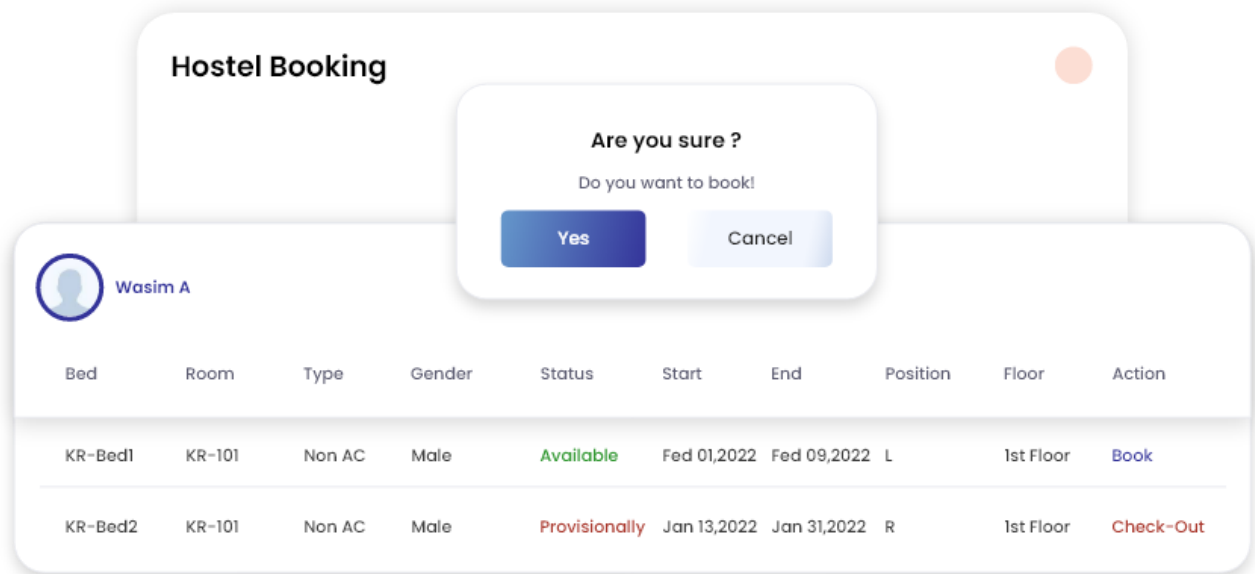 Hostel Booking
Are you sure ?
Do you want to book!
Yes Cancel
Wasim A
Bed Room Type Gender Status Start End Position Floor Action
KR-Bed1 KR-101 Non AC Male Available Fed 01,2022 Fed 09,2022 L 1st Floor Book
KR-Bed2 KR-101 Non AC Male Provisionally Jan 13,2022 Jan 31,2022 R 1st Floor Check-Out